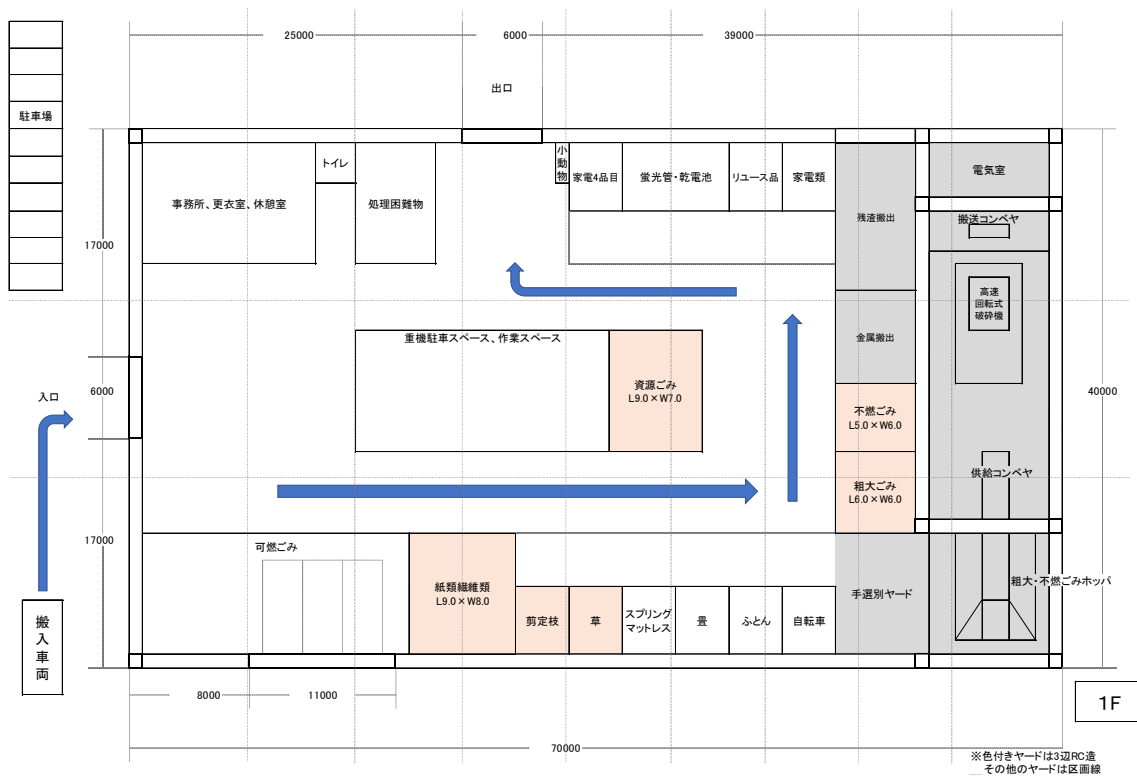 25000
6000
39000
出口
駐車場
トイレ
小動物
家電4品目
蛍光管・乾電池
リユース品
家電類
電気室
事務所、更衣室、休憩室
処理困難物
残渣搬出
搬送コンベヤ
17000
高速
回転式
破砕機
重機駐車スペース、作業スペース
金属搬出
資源ごみ
L9.0×W7.0
入口
6000
40000
不燃ごみ
L5.0×W6.0
供給コンベヤ
粗大ごみ
L6.0×W6.0
17000
可燃ごみ
紙類繊維類
L9.0×W8.0
粗大・不燃ごみホッパ
手選別ヤード
搬入車両
剪定枝
草
スプリング
マットレス
畳
ふとん
自転車
8000
11000
1F
70000
※色付きヤードは3辺RC造
その他のヤードは区画線